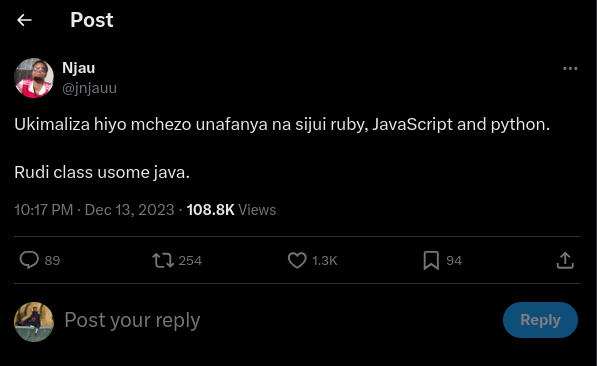 Post
Njau
@jnjauu
Ukimaliza hiyo mchezo unafanya na sijui ruby, JavaScript and python.
Rudi class usome java.
10:17 PM · Dec 13, 2023 · 108.8K Views
89 254 1.3K 94
Post your reply Reply